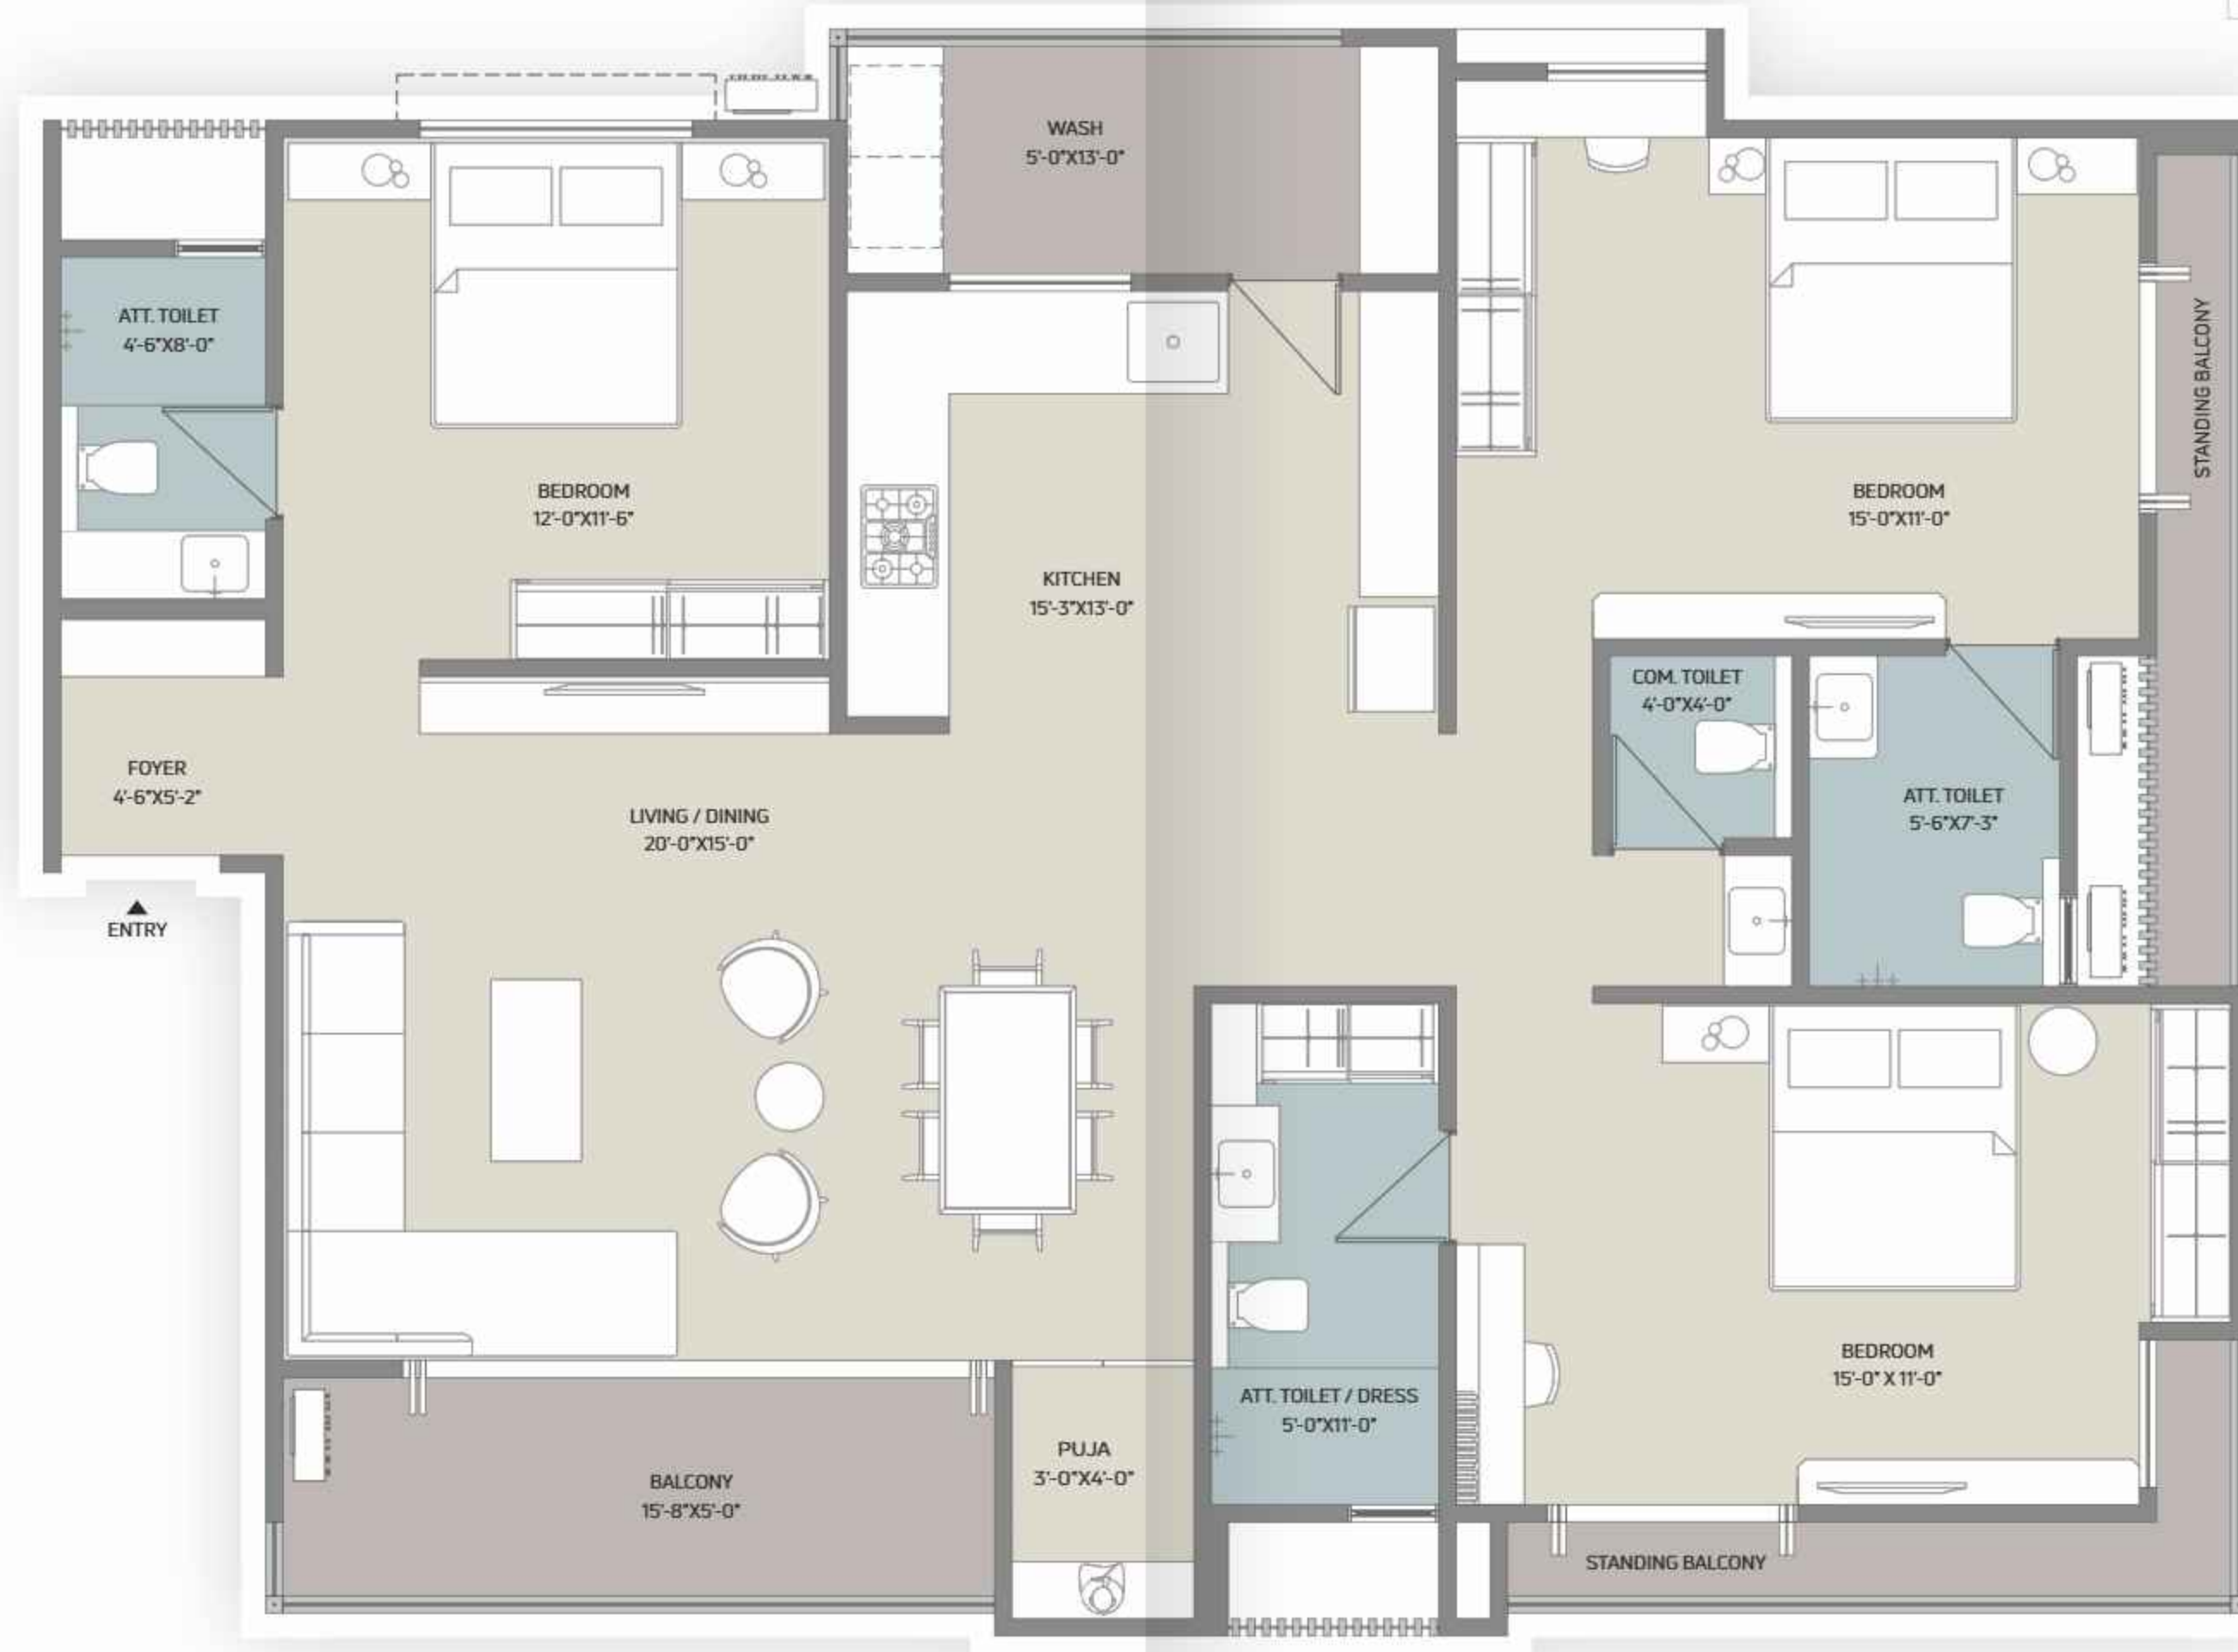 WASH
5'-0"X13'-0"
ATT. TOILET
4'-6"X8'-0"
BEDROOM
12'-0"X11'-6"
KITCHEN
15'-3"X13'-0"
BEDROOM
15'-0"X11'-0"
STANDING BALCONY
COM. TOILET
4'-0"X4'-0"
ATT. TOILET
5'-6"X7'-3"
FOYER
4'-6"X5'-2"
LIVING / DINING
20'-0"X15'-0"
ENTRY
BEDROOM
15'-0" X 11'-0"
ATT. TOILET / DRESS
5'-0"X11'-0"
PUJA
3'-0"X4'-0"
BALCONY
15'-8"X5'-0"
STANDING BALCONY